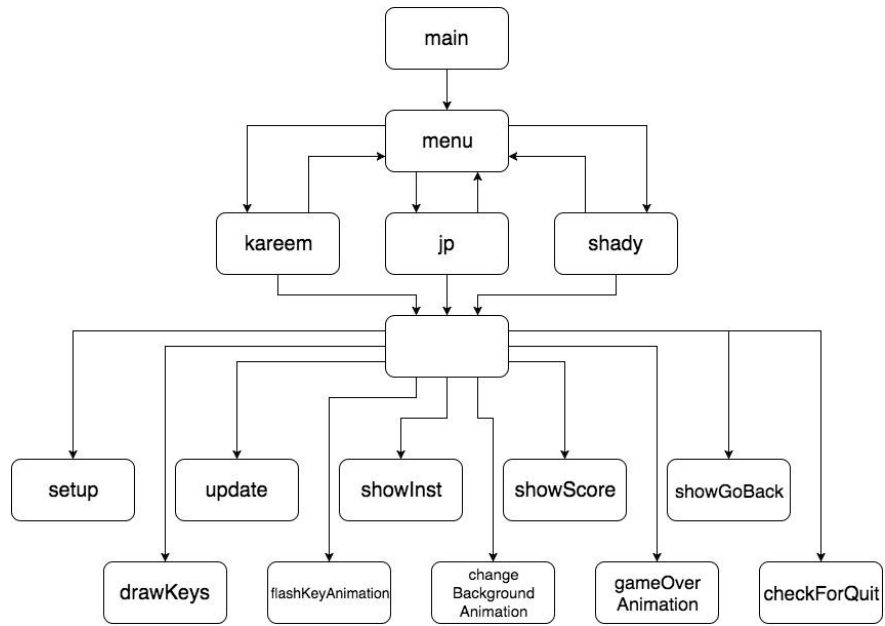 main
menu
kareem
jp
shady
setup
update
showInst
showScore
showGoBack
drawKeys
flashKeyAnimation
change
Background
Animation
gameOver
Animation
checkForQuit